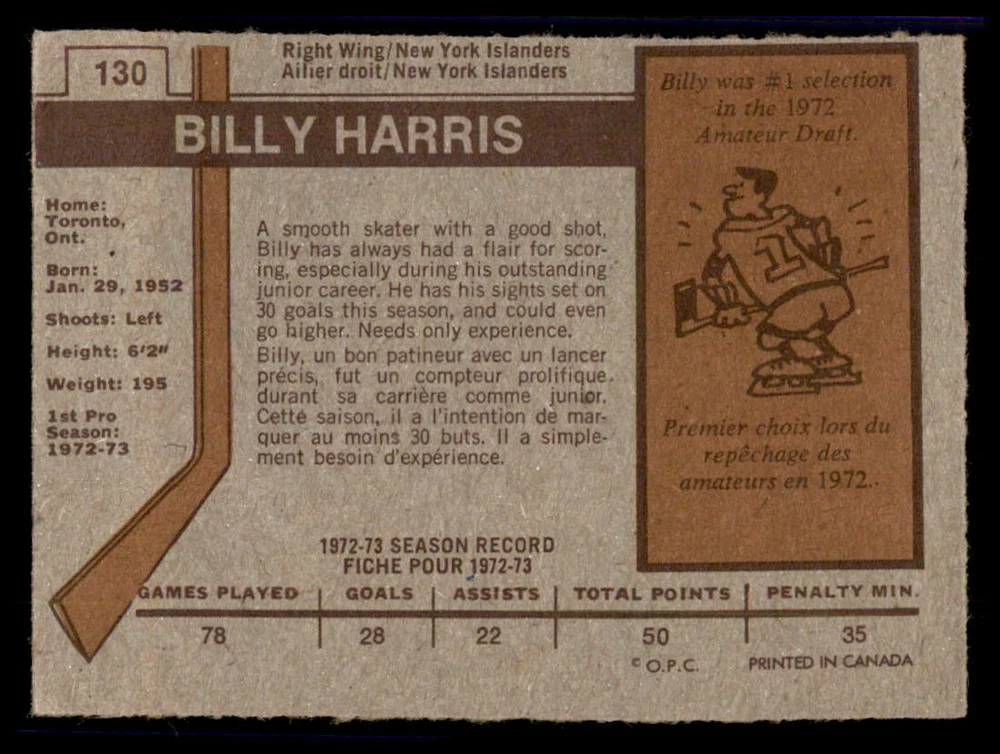 130
Right Wing/New York Islanders
Ailier droit/New York Islanders
BILLY HARRIS
Home:
Toronto,
Ont.
Born:
Jan. 29, 1952
Shoots: Left
Height: 6'2"
Weight: 195
1st Pro
Season:
1972-73
A smooth skater with a good shot,
Billy has always had a flair for scor-
ing, especially during his outstanding
junior career. He has his sights set on
30 goals this season, and could even
go higher. Needs only experience.
Billy, un bon patineur avec un lancer
précis, fut un compteur prolifique
durant sa carrière comme junior.
Cette saison, il a l'intention de mar-
quer au moins 30 buts. Il a simple-
ment besoin d'expérience.
Billy was #1 selection
in the 1972
Amateur Draft.
1
Premier choix lors du
repêchage des
amateurs en 1972.
1972-73 SEASON RECORD
FICHE POUR 1972-73
GAMES PLAYED GOALS ASSISTS TOTAL POINTS PENALTY MIN.
78 28 22 50 35
© O.P.C. PRINTED IN CANADA